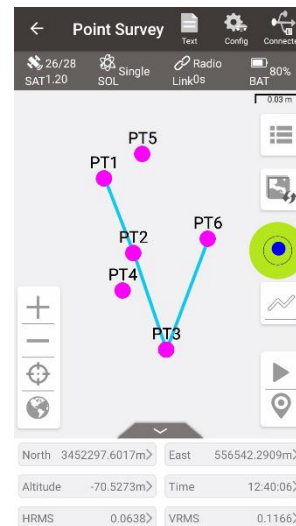 Point Survey
Text Config Connecte
26/28 Single Radio 80%
SAT1.20 SOL Link0s BAT
0.03 m
PT5
PT1
PT6
PT2
PT4
PT3
North 3452297.6017m> East 556542.2909m>
Altitude -70.5273m> Time 12:40:06>
HRMS 0.0638> VRMS 0.1166>